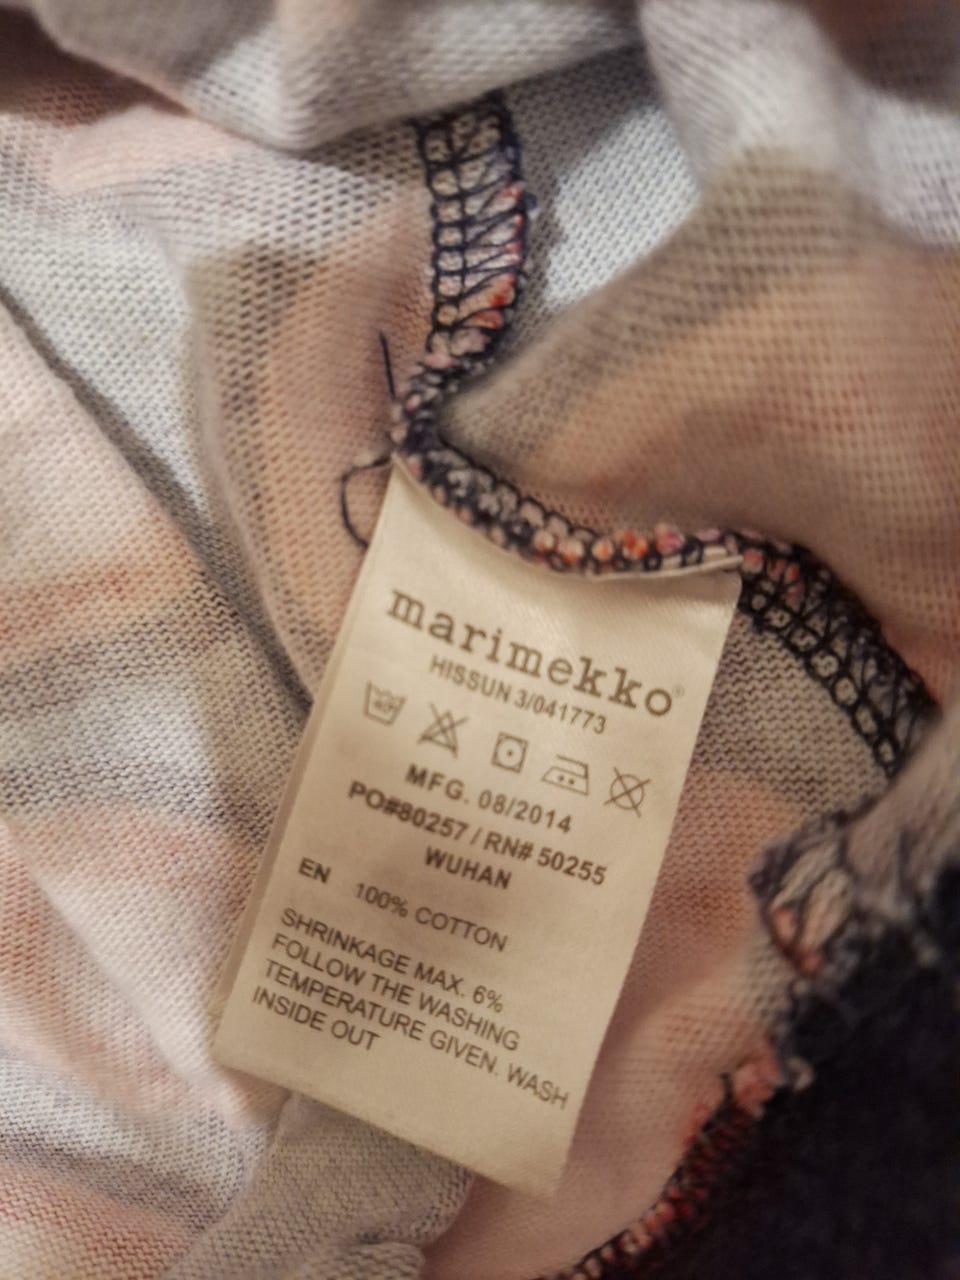 marimekko®
HISSUN 3/041773
40
MFG. 08/2014
PO#80257 / RN# 50255
WUHAN
EN 100% COTTON
SHRINKAGE MAX. 6%
FOLLOW THE WASHING
TEMPERATURE GIVEN. WASH
INSIDE OUT